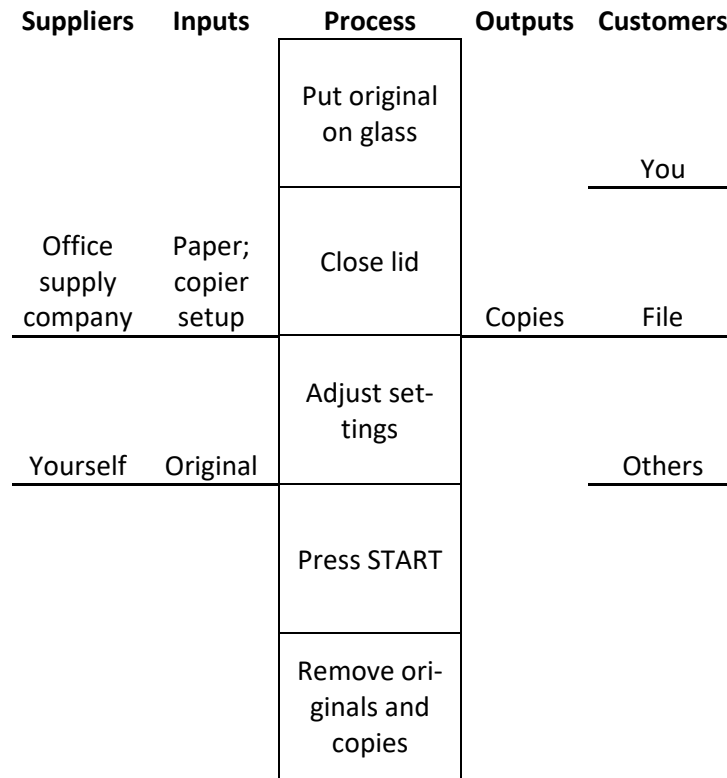 Suppliers Inputs Process Outputs Customers
Put original
on glass
You
Office
supply
company
Paper;
copier
setup
Close lid
Copies
File
Adjust set-
tings
Yourself
Original
Others
Press START
Remove ori-
ginals and
copies